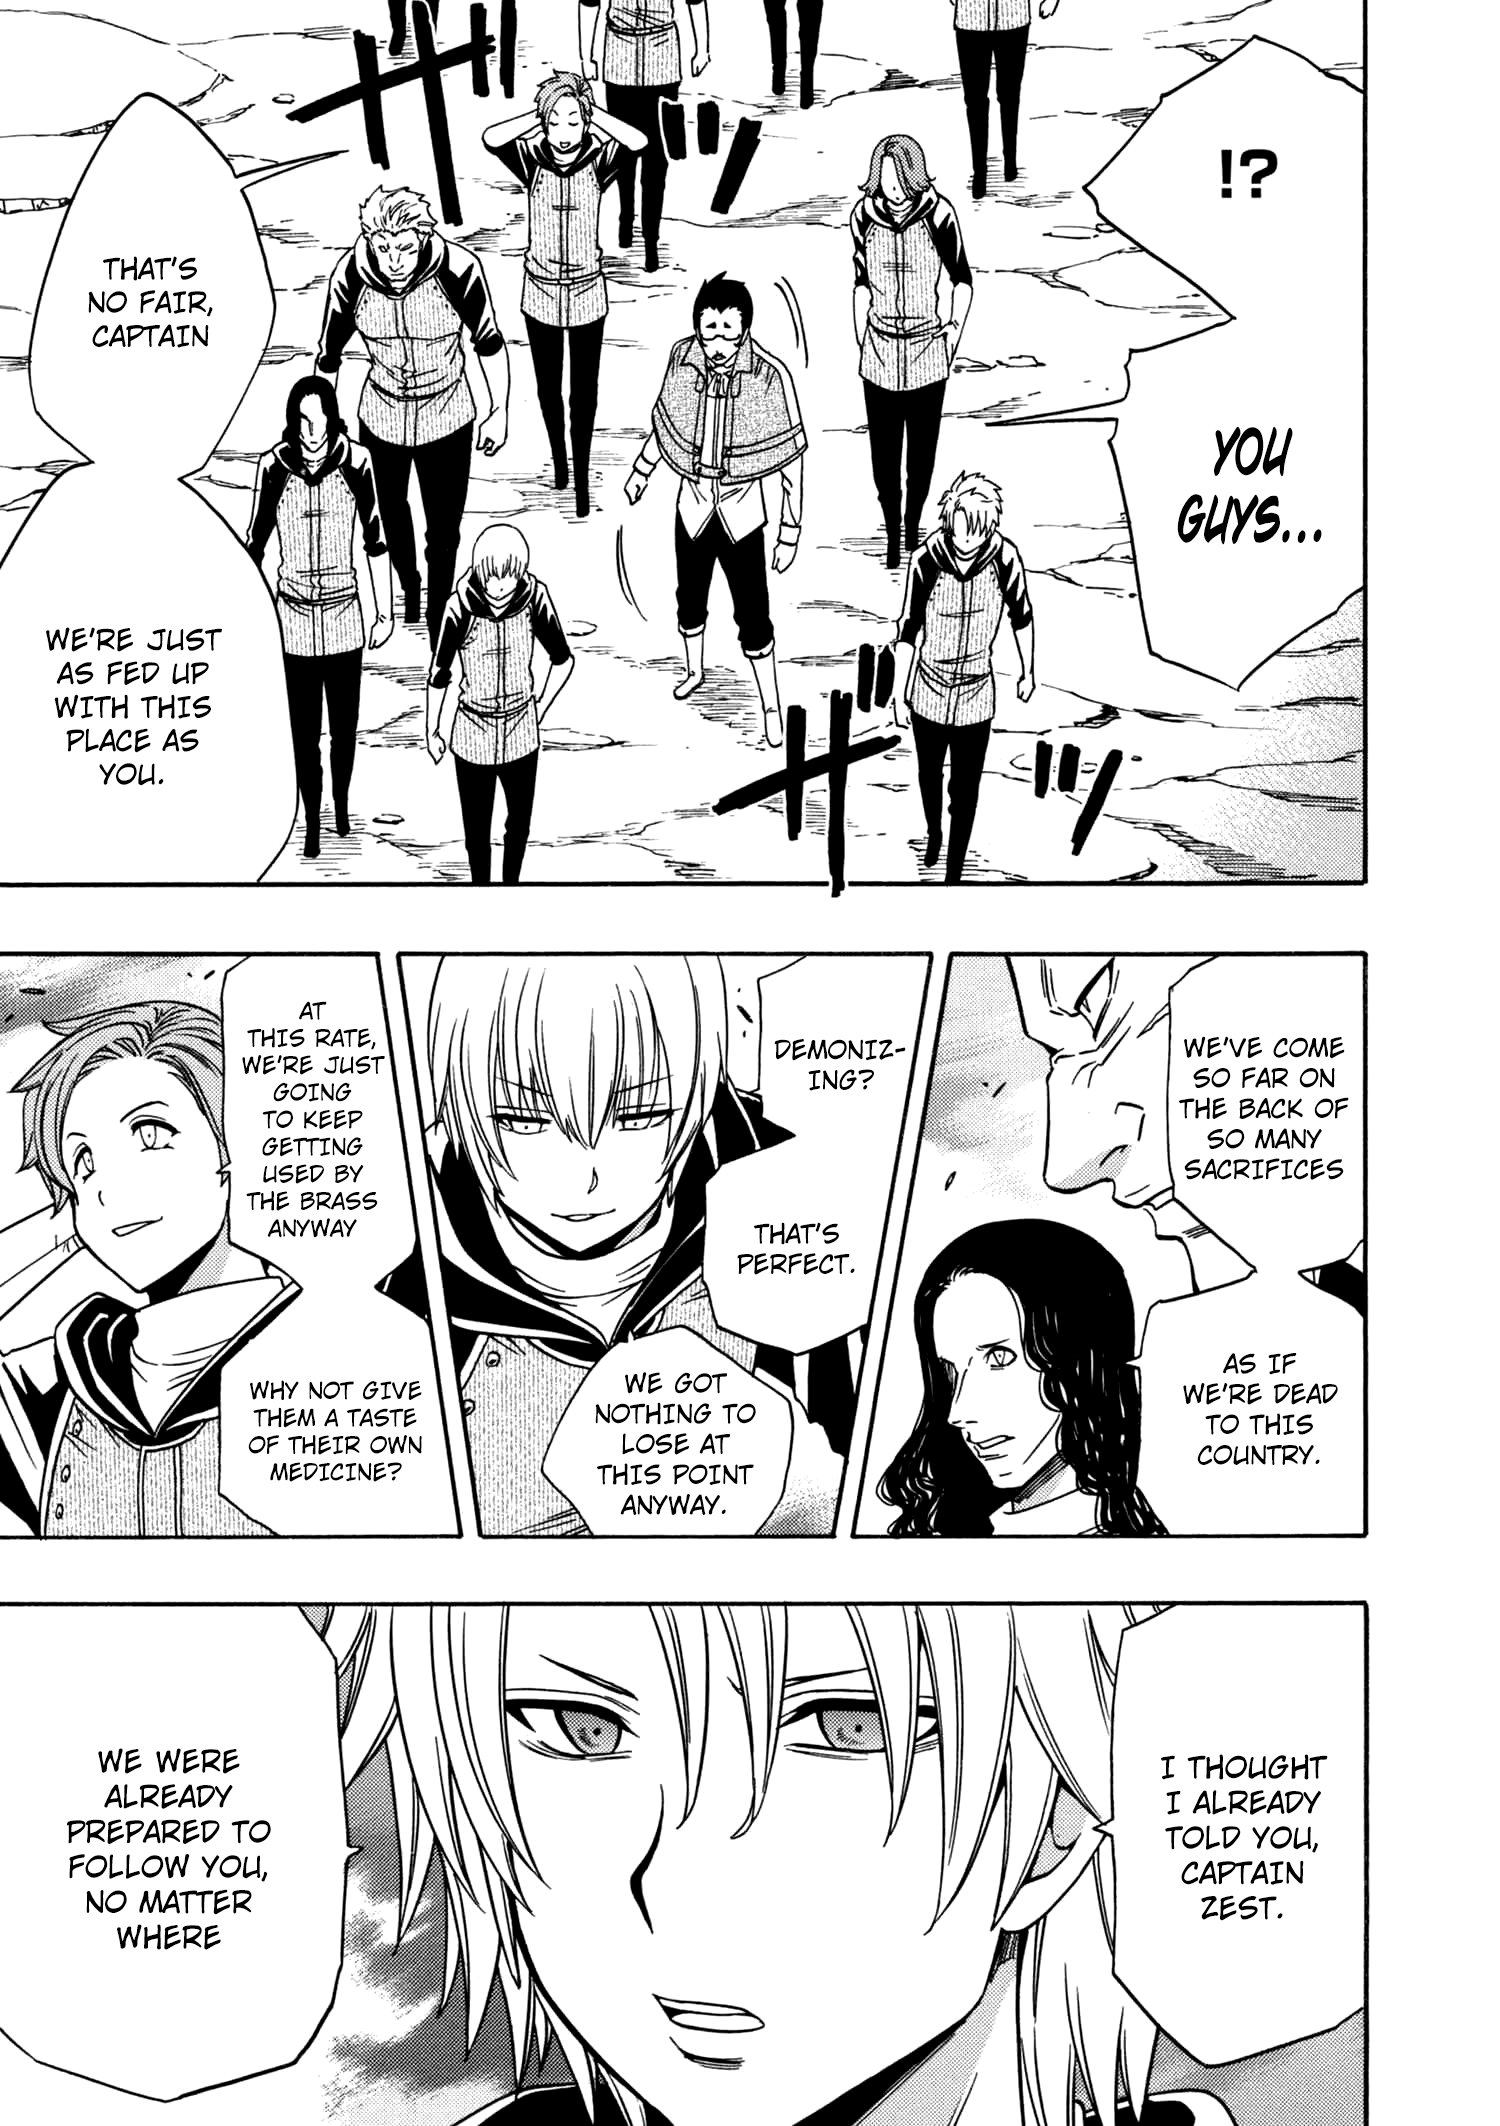 !?
YOU
GUYS...
THAT'S
NO FAIR,
CAPTAIN
WE'RE JUST
AS FED UP
WITH THIS
PLACE AS
YOU.
ザッ
ザッ
WE'VE COME
SO FAR ON
THE BACK OF
SO MANY
SACRIFICES
AS IF
WE'RE DEAD
TO THIS
COUNTRY.
DEMONIZ-
ING?
THAT'S
PERFECT.
WE GOT
NOTHING TO
LOSE AT
THIS POINT
ANYWAY.
AT
THIS RATE,
WE'RE JUST
GOING
TO KEEP
GETTING
USED BY
THE BRASS
ANYWAY
WHY NOT GIVE
THEM A TASTE
OF THEIR OWN
MEDICINE?
I THOUGHT
I ALREADY
TOLD YOU,
CAPTAIN
ZEST.
WE WERE
ALREADY
PREPARED TO
FOLLOW YOU,
NO MATTER
WHERE